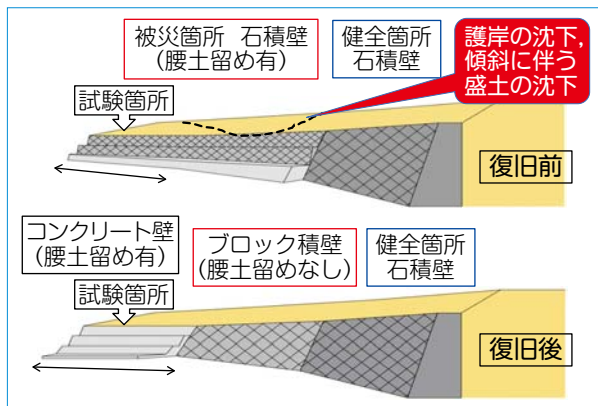 被災箇所 石積壁
(腰土留め有)
健全箇所
石積壁
護岸の沈下,
傾斜に伴う
盛土の沈下
試験箇所
復旧前
コンクリート壁
(腰土留め有)
ブロック積壁
(腰土留めなし)
健全箇所
石積壁
試験箇所
復旧後